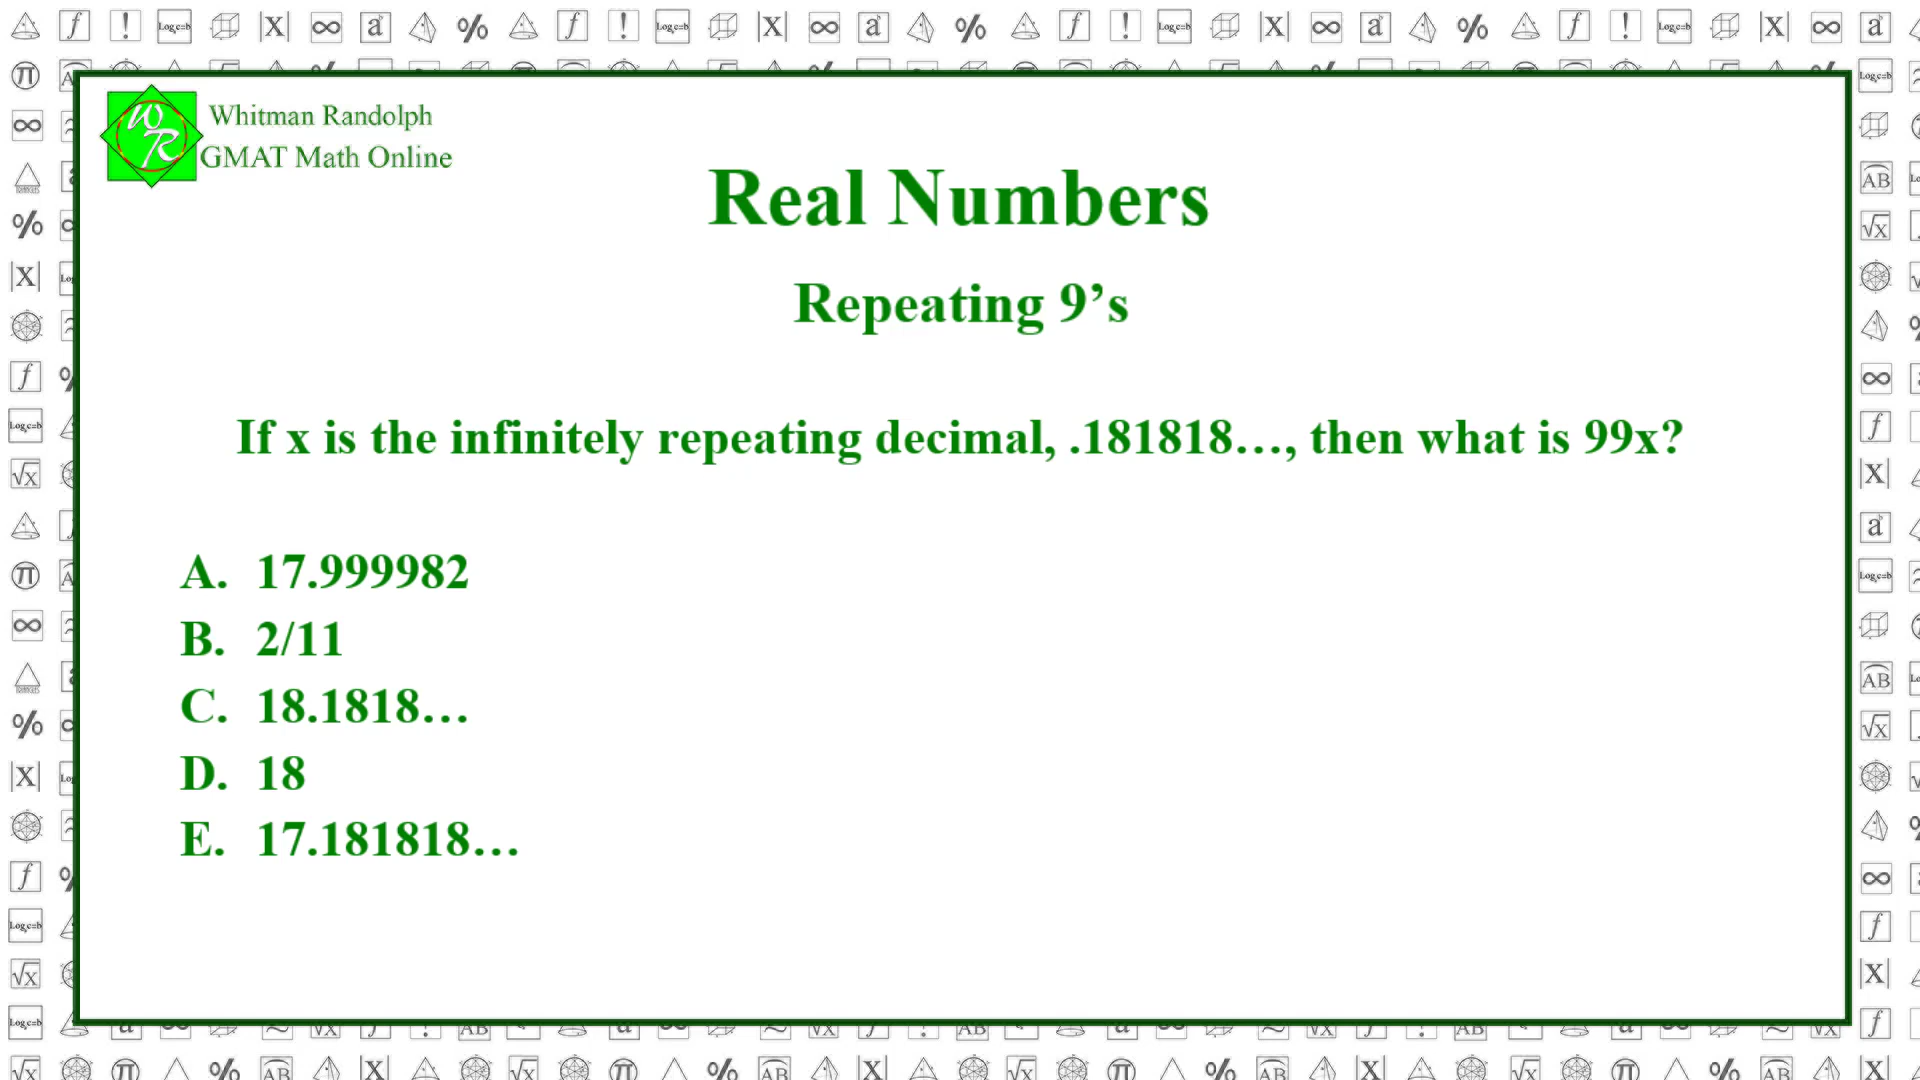 Whitman Randolph
GMAT Math Online
Real Numbers
Repeating 9’s
If x is the infinitely repeating decimal, .181818…, then what is 99x?
A. 17.999982
B. 2/11
C. 18.1818…
D. 18
E. 17.181818…